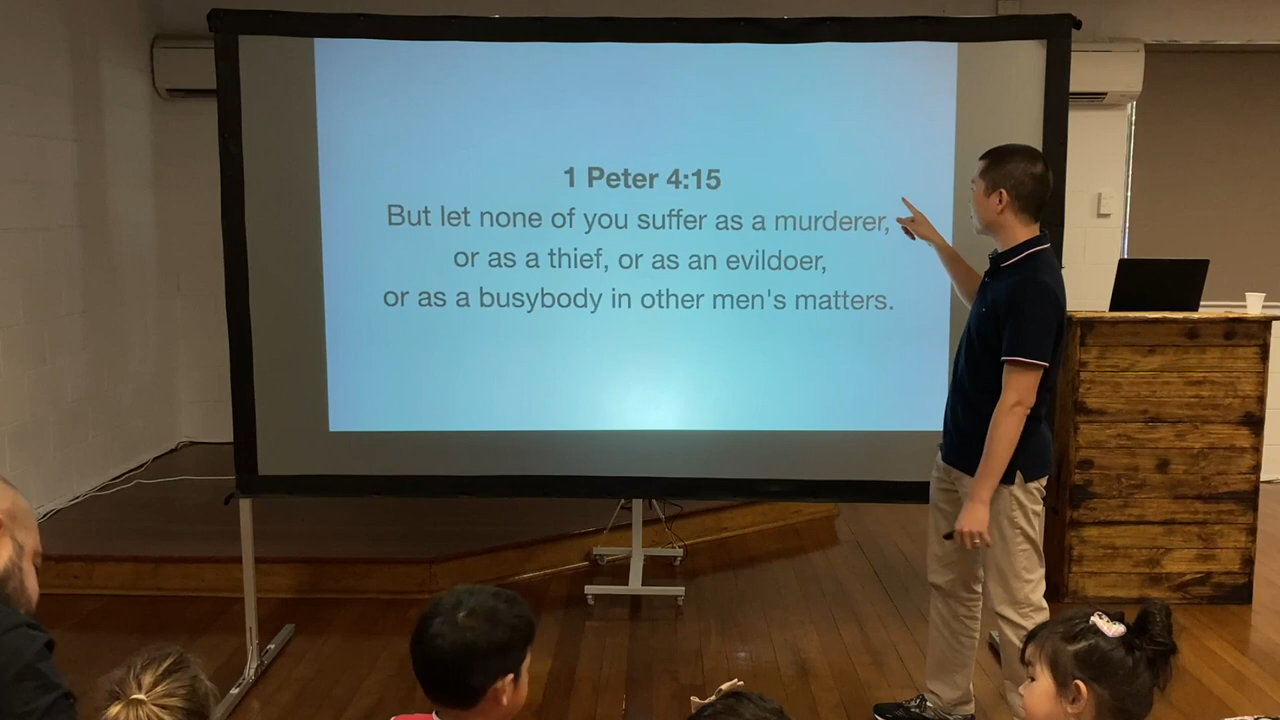 1 Peter 4:15
But let none of you suffer as a murderer,
or as a thief, or as an evildoer,
or as a busybody in other men's matters.